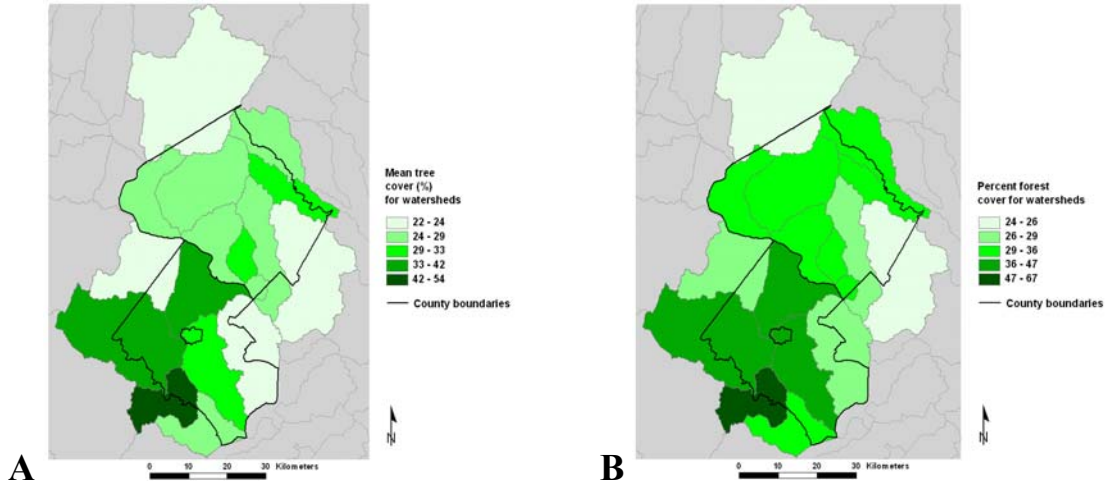 Mean tree
cover (%)
for watersheds
22 - 24
24 - 29
29 - 33
33 - 42
42 - 54
County boundaries
N
0 10 20 30 Kilometers
A
Percent forest
cover for watersheds
24 - 26
26 - 29
29 - 36
36 - 47
47 - 67
County boundaries
N
0 10 20 30 Kilometers
B